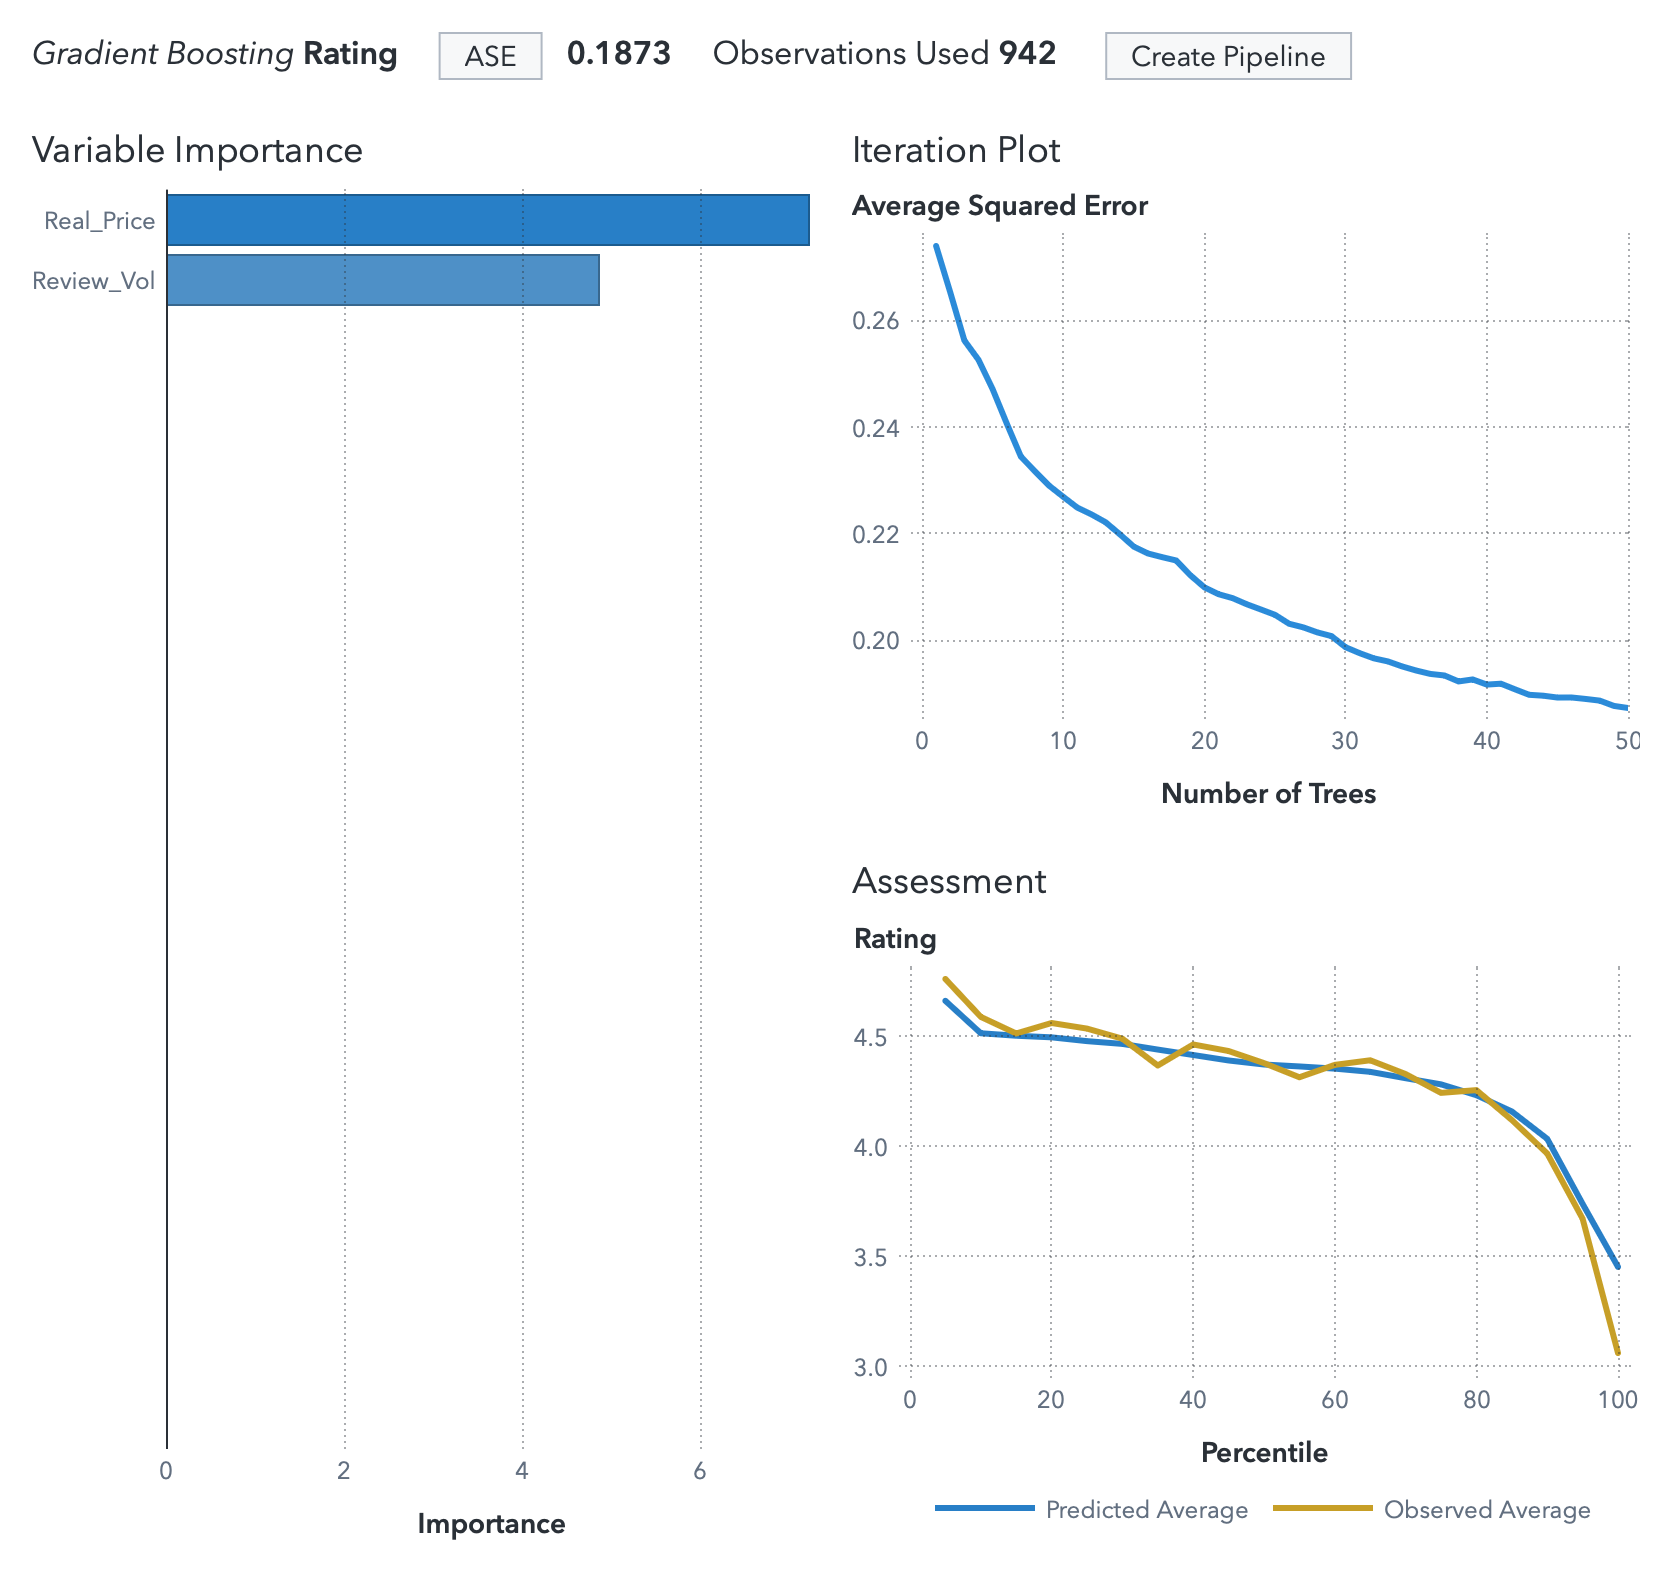 Gradient Boosting Rating ASE 0.1873 Observations Used 942 Create Pipeline
Variable Importance
Real_Price
Review_Vol
0 2 4 6
Importance
Iteration Plot
Average Squared Error
0.26
0.24
0.22
0.20
0 10 20 30 40 50
Number of Trees
Assessment
Rating
4.5
4.0
3.5
3.0
0 20 40 60 80 100
Percentile
Predicted Average Observed Average